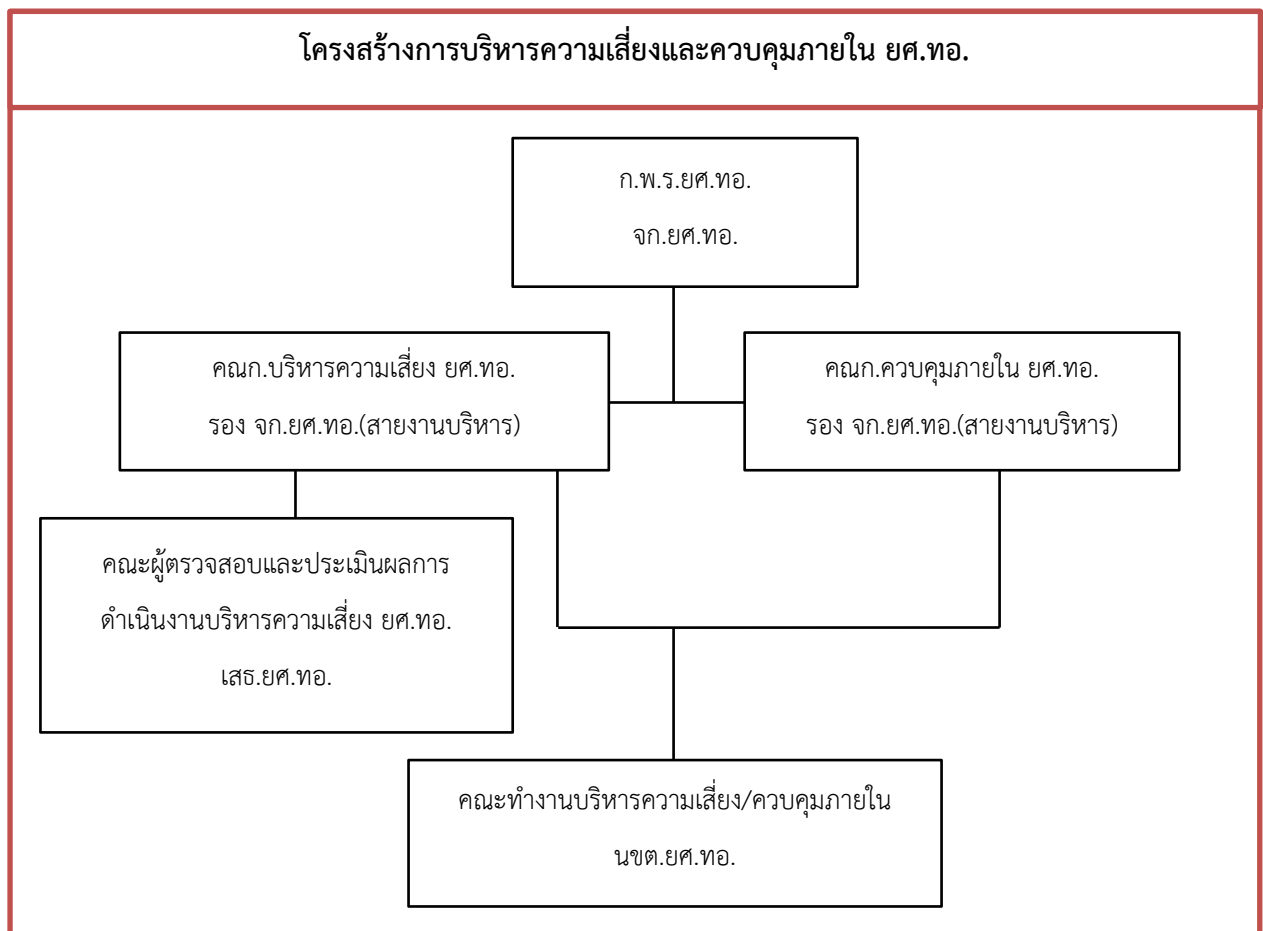 โครงสร้างการบริหารความเสี่ยงและควบคุมภายใน ยศ.ทอ.
ก.พ.ร.ยศ.ทอ.
จก.ยศ.ทอ.
คณก.บริหารความเสี่ยง ยศ.ทอ.
รอง จก.ยศ.ทอ.(สายงานบริหาร)
คณก.ควบคุมภายใน ยศ.ทอ.
รอง จก.ยศ.ทอ.(สายงานบริหาร)
คณะผู้ตรวจสอบและประเมินผลการ
ดำเนินงานบริหารความเสี่ยง ยศ.ทอ.
เสธ.ยศ.ทอ.
คณะทำงานบริหารความเสี่ยง/ควบคุมภายใน
นขต.ยศ.ทอ.